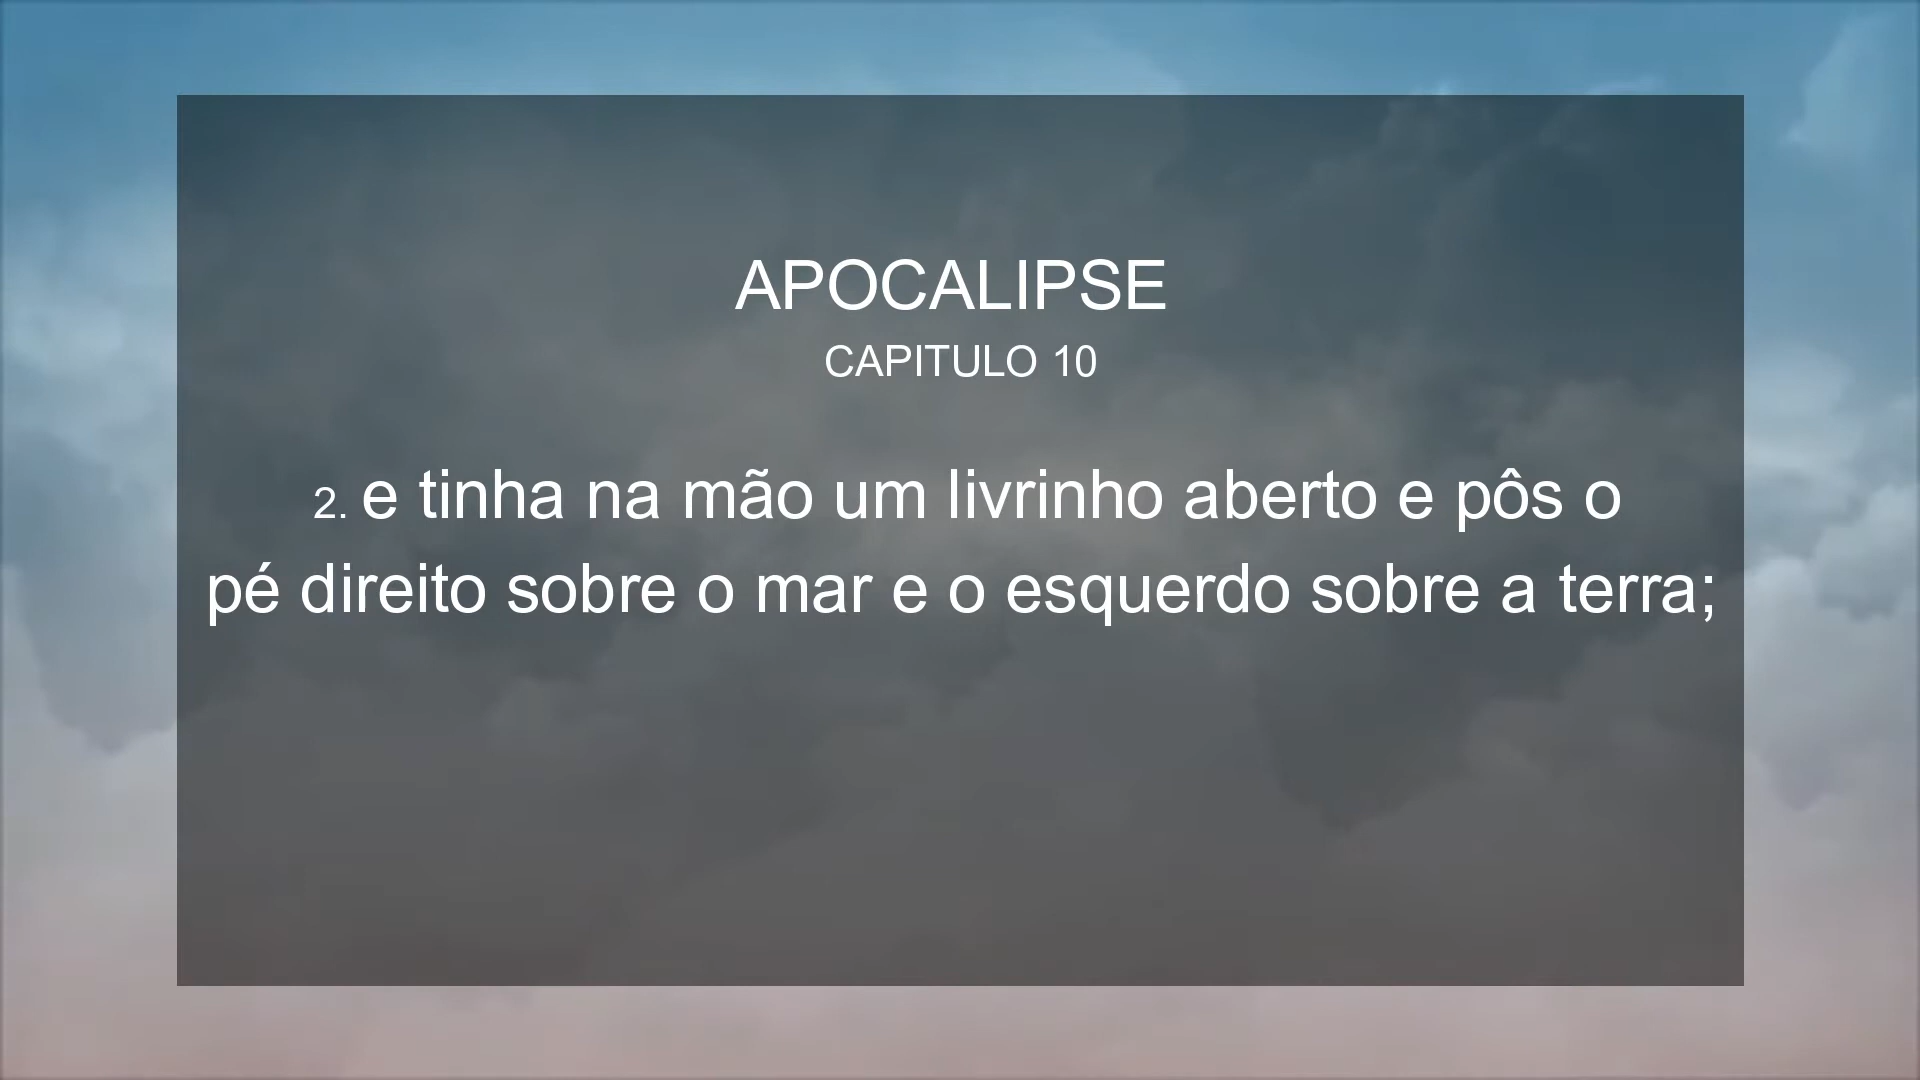 APOCALIPSE
CAPITULO 10
2. e tinha na mão um livrinho aberto e pôs o
pé direito sobre o mar e o esquerdo sobre a terra;